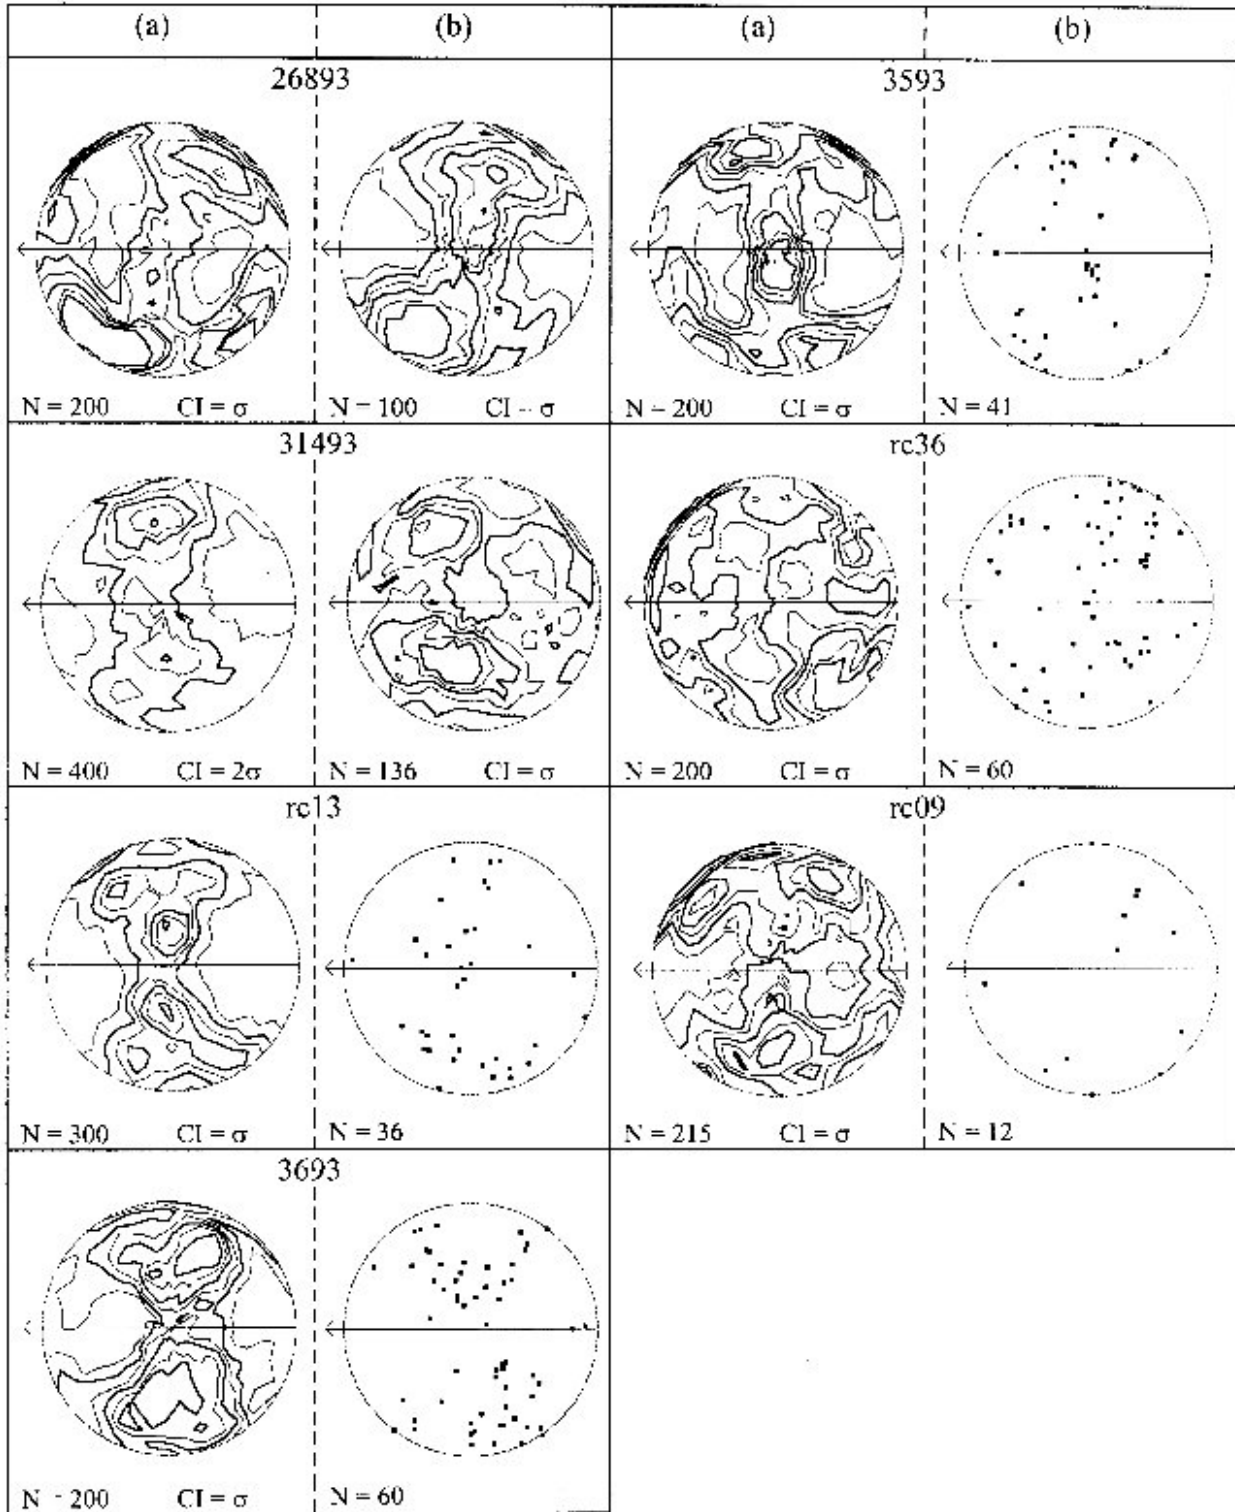 (a) (b) (a) (b)
26893 3593
N = 200 CI = σ N = 100 CI - σ N - 200 CI = σ N = 41
31493 rc36
N = 400 CI = 2σ N = 136 CI = σ N = 200 CI = σ N = 60
rc13 rc09
N = 300 CI = σ N = 36 N = 215 CI = σ N = 12
3693
N - 200 CI = σ N = 60